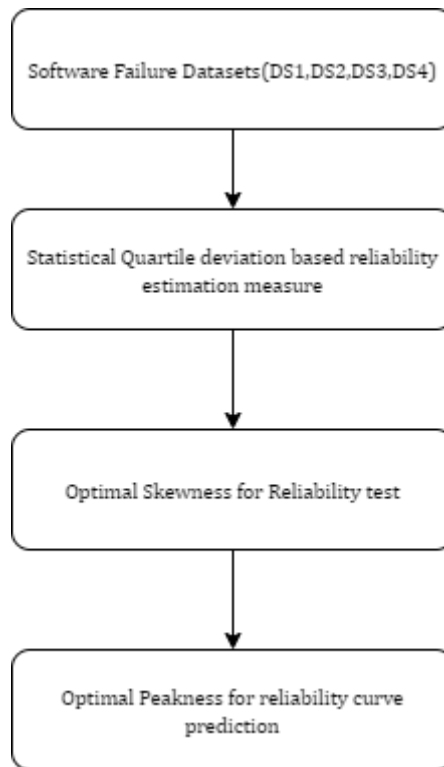 Software Failure Datasets(DS1,DS2,DS3,DS4)
Statistical Quartile deviation based reliability
estimation measure
Optimal Skewness for Reliability test
Optimal Peakness for reliability curve
prediction